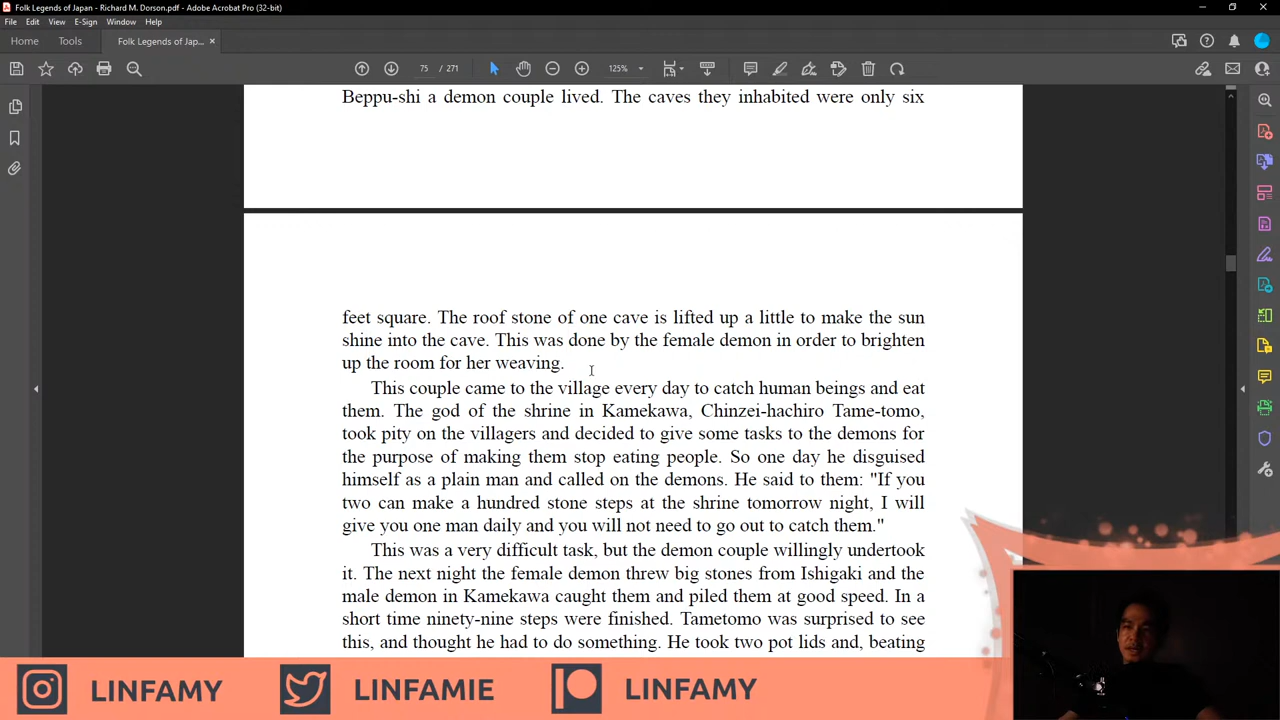 Folk Legends of Japan - Richard M. Dorson.pdf - Adobe Acrobat Pro (32-bit)
File Edit View E-Sign Window Help
Home Tools Folk Legends of Jap... ×
75 / 271 125%
Beppu-shi a demon couple lived. The caves they inhabited were only six
feet square. The roof stone of one cave is lifted up a little to make the sun
shine into the cave. This was done by the female demon in order to brighten
up the room for her weaving.
This couple came to the village every day to catch human beings and eat
them. The god of the shrine in Kamekawa, Chinzei-hachiro Tame-tomo,
took pity on the villagers and decided to give some tasks to the demons for
the purpose of making them stop eating people. So one day he disguised
himself as a plain man and called on the demons. He said to them: "If you
two can make a hundred stone steps at the shrine tomorrow night, I will
give you one man daily and you will not need to go out to catch them."
This was a very difficult task, but the demon couple willingly undertook
it. The next night the female demon threw big stones from Ishigaki and the
male demon in Kamekawa caught them and piled them at good speed. In a
short time ninety-nine steps were finished. Tametomo was surprised to see
this, and thought he had to do something. He took two pot lids and, beating
LINFAMY LINFAMIE LINFAMY